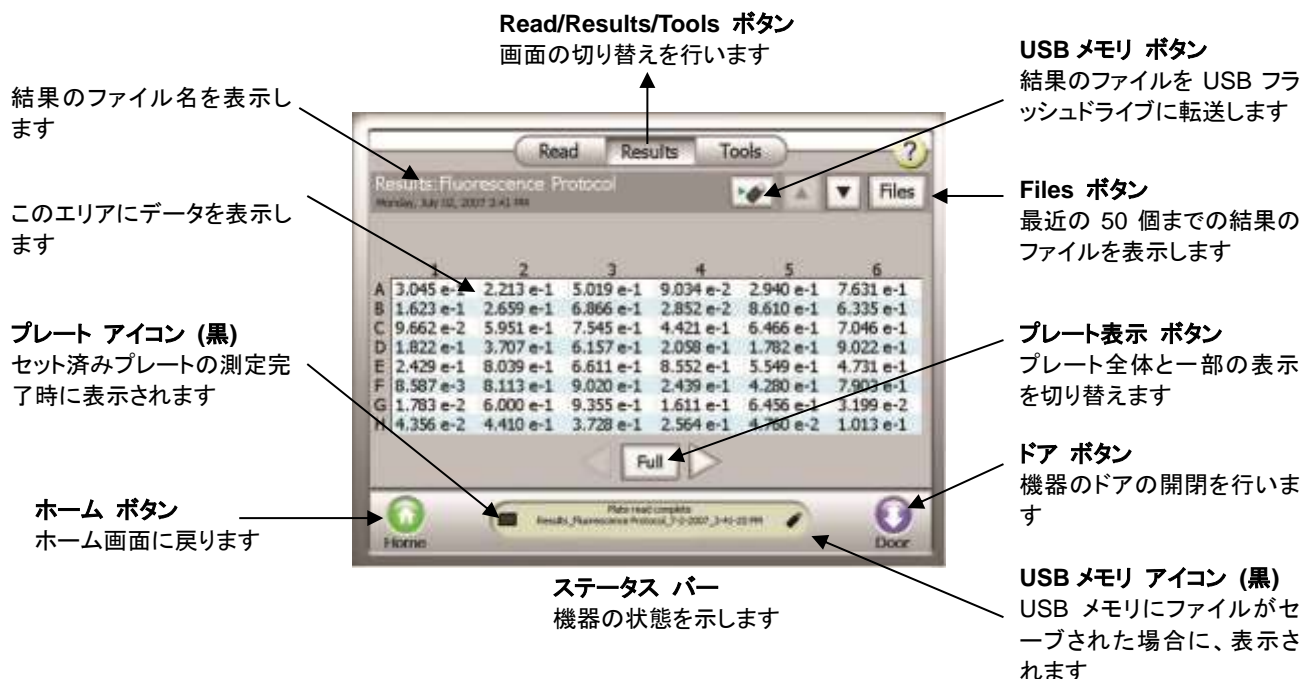 Read/Results/Tools ボタン
画面の切り替えを行います
USB メモリ ボタン
結果のファイルを USB フラ
ッシュドライブに転送します
結果のファイル名を表示し
ます
Read Results Tools ?
Results: Fluorescence Protocol
Monday, July 02, 2007 3:41 PM
Files
Files ボタン
最近の 50 個までの結果の
ファイルを表示します
このエリアにデータを表示し
ます
1 2 3 4 5 6
A 3.045 e-1 2.213 e-1 5.019 e-1 9.034 e-2 2.940 e-1 7.631 e-1
B 1.623 e-1 2.659 e-1 6.866 e-1 2.852 e-2 8.610 e-1 6.335 e-1
C 9.662 e-2 5.951 e-1 7.545 e-1 4.421 e-1 6.466 e-1 7.046 e-1
D 1.822 e-1 3.707 e-1 6.157 e-1 2.058 e-1 1.782 e-1 9.022 e-1
E 2.429 e-1 8.039 e-1 6.611 e-1 8.552 e-1 5.549 e-1 4.731 e-1
F 8.587 e-3 8.113 e-1 9.020 e-1 2.439 e-1 4.280 e-1 7.903 e-1
G 1.783 e-2 6.000 e-1 9.355 e-1 1.611 e-1 6.456 e-1 3.199 e-2
H 4.356 e-2 4.410 e-1 3.728 e-1 2.564 e-1 4.760 e-2 1.013 e-1
プレート アイコン (黒)
セット済みプレートの測定完
了時に表示されます
プレート表示 ボタン
プレート全体と一部の表示
を切り替えます
Full
ドア ボタン
機器のドアの開閉を行いま
す
ホーム ボタン
ホーム画面に戻ります
Plate read complete
Results_Fluorescence Protocol_7-2-2007_3-41-23 PM
Home
Door
ステータス バー
機器の状態を示します
USB メモリ アイコン (黒)
USB メモリにファイルがセ
ーブされた場合に、表示さ
れます